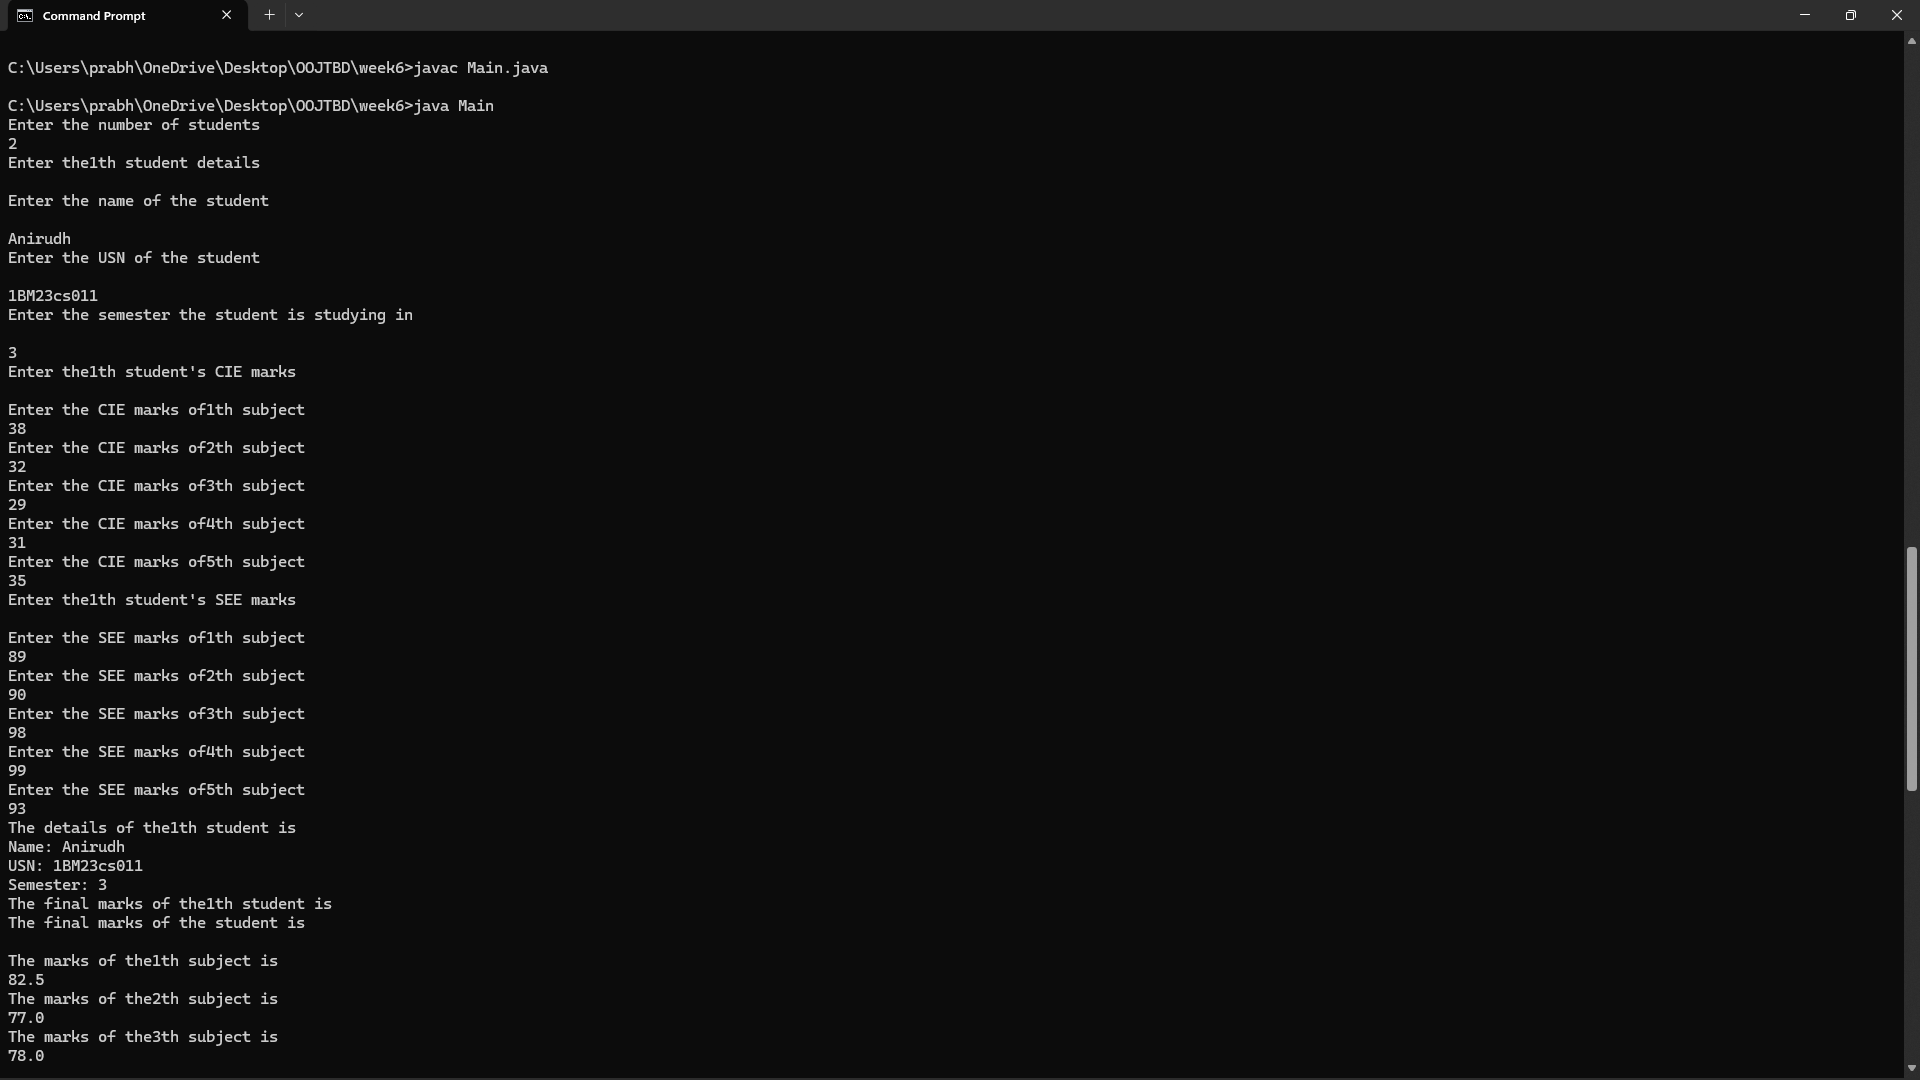 Command Prompt
C:\Users\prabh\OneDrive\Desktop\OOJTBD\week6>javac Main.java
C:\Users\prabh\OneDrive\Desktop\OOJTBD\week6>java Main
Enter the number of students
2
Enter the1th student details
Enter the name of the student
Anirudh
Enter the USN of the student
1BM23cs011
Enter the semester the student is studying in
3
Enter the1th student's CIE marks
Enter the CIE marks of1th subject
38
Enter the CIE marks of2th subject
32
Enter the CIE marks of3th subject
29
Enter the CIE marks of4th subject
31
Enter the CIE marks of5th subject
35
Enter the1th student's SEE marks
Enter the SEE marks of1th subject
89
Enter the SEE marks of2th subject
90
Enter the SEE marks of3th subject
98
Enter the SEE marks of4th subject
99
Enter the SEE marks of5th subject
93
The details of the1th student is
Name: Anirudh
USN: 1BM23cs011
Semester: 3
The final marks of the1th student is
The final marks of the student is
The marks of the1th subject is
82.5
The marks of the2th subject is
77.0
The marks of the3th subject is
78.0